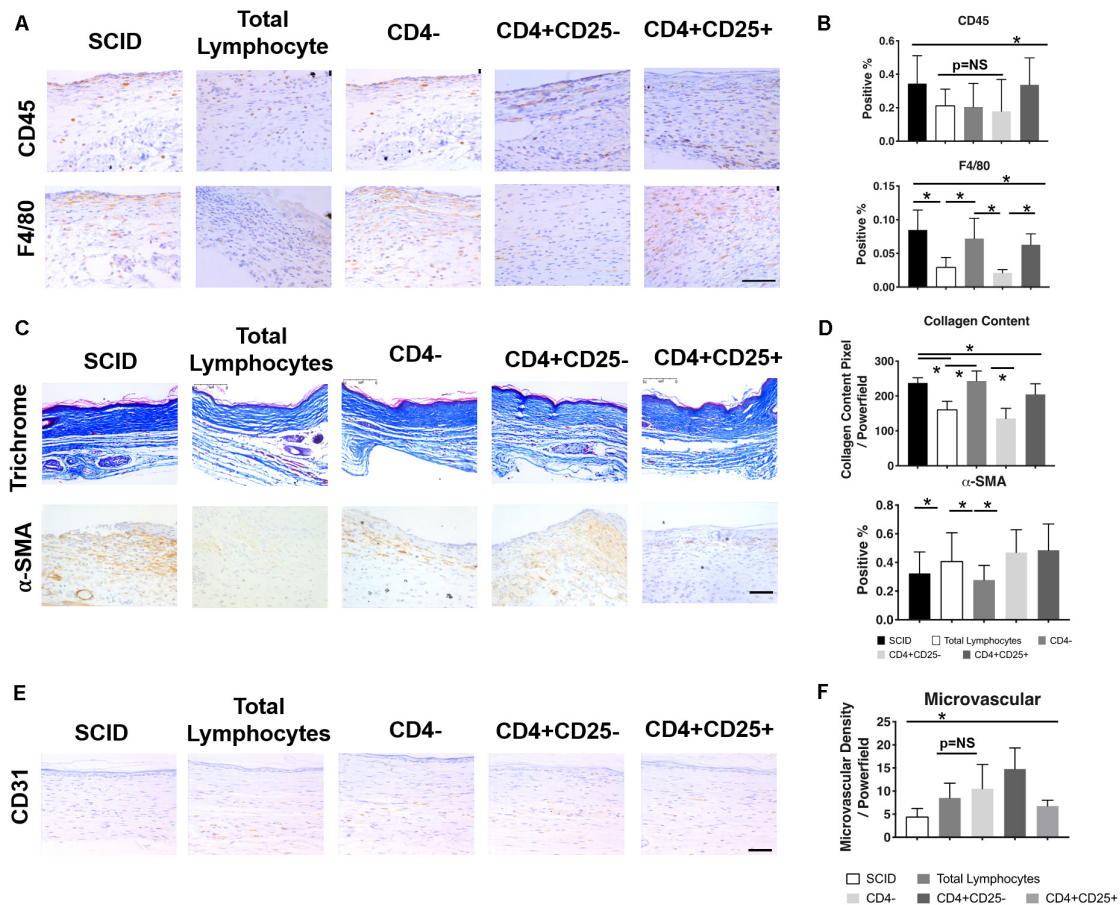 A
SCID
Total
Lymphocyte
CD4-
CD4+CD25-
CD4+CD25+
CD45
F4/80
B
CD45
Positive %
0.6
0.4
0.2
0.0
*
p=NS
F4/80
Positive %
0.15
0.10
0.05
0.00
*
* * * *
C
SCID
Total
Lymphocytes
CD4-
CD4+CD25-
CD4+CD25+
Trichrome
α-SMA
D
Collagen Content
Collagen Content Pixel
/ Powerfield
300
200
100
0
*
* * *
α-SMA
Positive %
0.8
0.6
0.4
0.2
0.0
* * *
SCID Total Lymphocytes CD4-
CD4+CD25- CD4+CD25+
E
SCID
Total
Lymphocytes
CD4-
CD4+CD25-
CD4+CD25+
CD31
F
Microvascular
Microvascular Density
/ Powerfield
25
20
15
10
5
0
*
p=NS
SCID Total Lymphocytes
CD4- CD4+CD25- CD4+CD25+